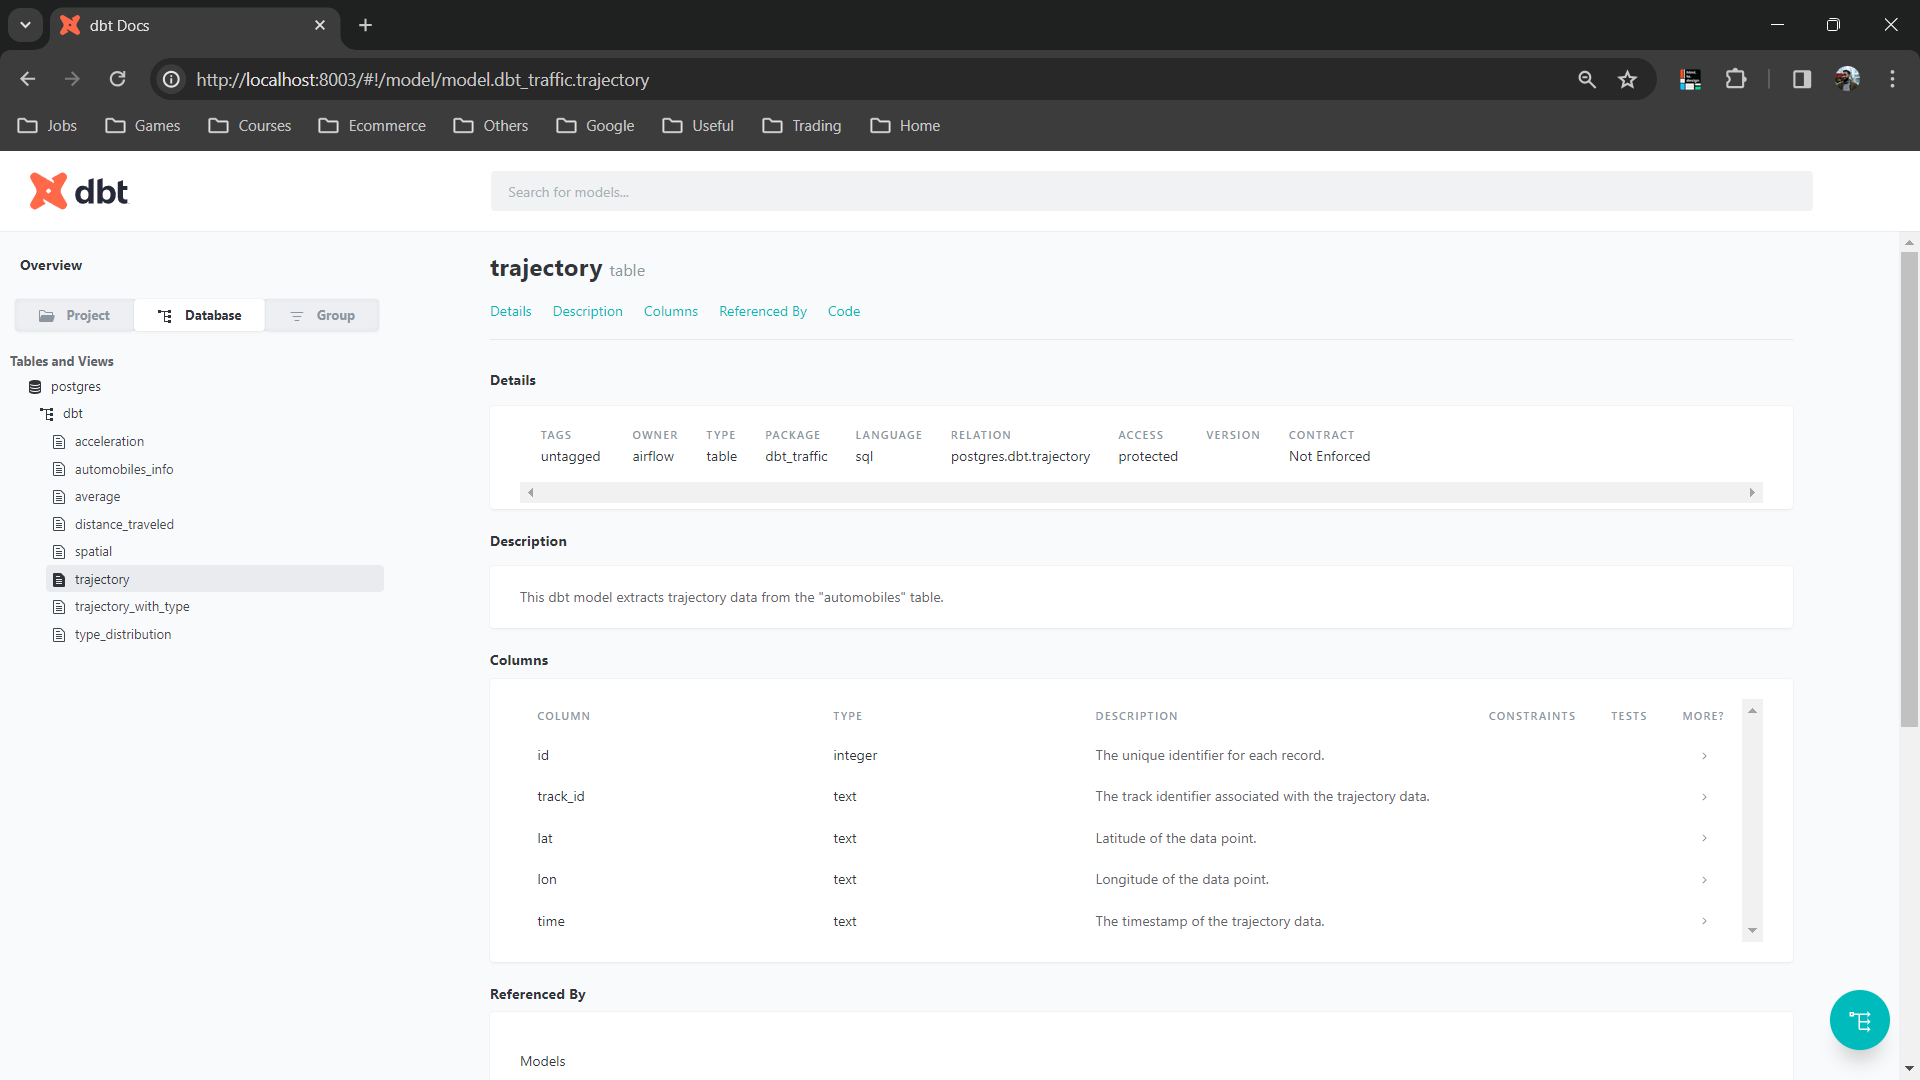 dbt Docs
http://localhost:8003/#!/model/model.dbt_traffic.trajectory
Jobs Games Courses Ecommerce Others Google Useful Trading Home
dbt
Search for models...
Overview
Project Database Group
Tables and Views
postgres
dbt
acceleration
automobiles_info
average
distance_traveled
spatial
trajectory
trajectory_with_type
type_distribution
trajectory table
Details Description Columns Referenced By Code
Details
TAGS OWNER TYPE PACKAGE LANGUAGE RELATION ACCESS VERSION CONTRACT
untagged airflow table dbt_traffic sql postgres.dbt.trajectory protected Not Enforced
Description
This dbt model extracts trajectory data from the "automobiles" table.
Columns
COLUMN TYPE DESCRIPTION CONSTRAINTS TESTS MORE?
id integer The unique identifier for each record.
track_id text The track identifier associated with the trajectory data.
lat text Latitude of the data point.
lon text Longitude of the data point.
time text The timestamp of the trajectory data.
Referenced By
Models